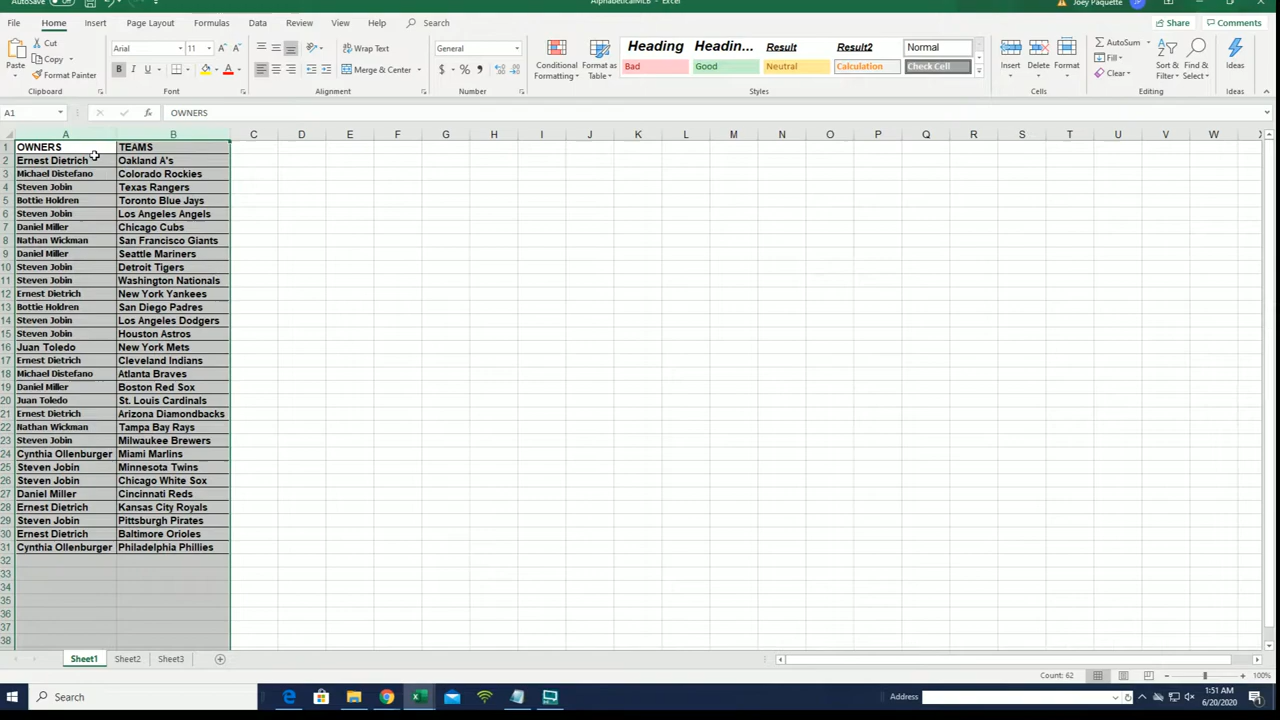 AutoSave Off
AlphabeticalMLB - Excel
Joey Paquette
File Home Insert Page Layout Formulas Data Review View Help Search
Share Comments
Paste
Cut
Copy
Format Painter
Clipboard
Arial 11
B I U
Font
Wrap Text
Merge & Center
Alignment
General
$ % 9
Number
Conditional Formatting
Format as Table
Heading Headin... Result Result2 Normal
Bad Good Neutral Calculation Check Cell
Styles
Insert Delete Format
Cells
AutoSum
Fill
Clear
Sort & Filter
Find & Select
Editing
Ideas
Ideas
A1 fx OWNERS
A B C D E F G H I J K L M N O P Q R S T U V W
1 OWNERS TEAMS
2 Ernest Dietrich Oakland A's
3 Michael Distefano Colorado Rockies
4 Steven Jobin Texas Rangers
5 Bottie Holdren Toronto Blue Jays
6 Steven Jobin Los Angeles Angels
7 Daniel Miller Chicago Cubs
8 Nathan Wickman San Francisco Giants
9 Daniel Miller Seattle Mariners
10 Steven Jobin Detroit Tigers
11 Steven Jobin Washington Nationals
12 Ernest Dietrich New York Yankees
13 Bottie Holdren San Diego Padres
14 Steven Jobin Los Angeles Dodgers
15 Steven Jobin Houston Astros
16 Juan Toledo New York Mets
17 Ernest Dietrich Cleveland Indians
18 Michael Distefano Atlanta Braves
19 Daniel Miller Boston Red Sox
20 Juan Toledo St. Louis Cardinals
21 Ernest Dietrich Arizona Diamondbacks
22 Nathan Wickman Tampa Bay Rays
23 Steven Jobin Milwaukee Brewers
24 Cynthia Ollenburger Miami Marlins
25 Steven Jobin Minnesota Twins
26 Steven Jobin Chicago White Sox
27 Daniel Miller Cincinnati Reds
28 Ernest Dietrich Kansas City Royals
29 Steven Jobin Pittsburgh Pirates
30 Ernest Dietrich Baltimore Orioles
31 Cynthia Ollenburger Philadelphia Phillies
32
33
34
35
36
37
38
Sheet1 Sheet2 Sheet3
Count: 62 100%
Search
Address
1:51 AM
6/20/2020